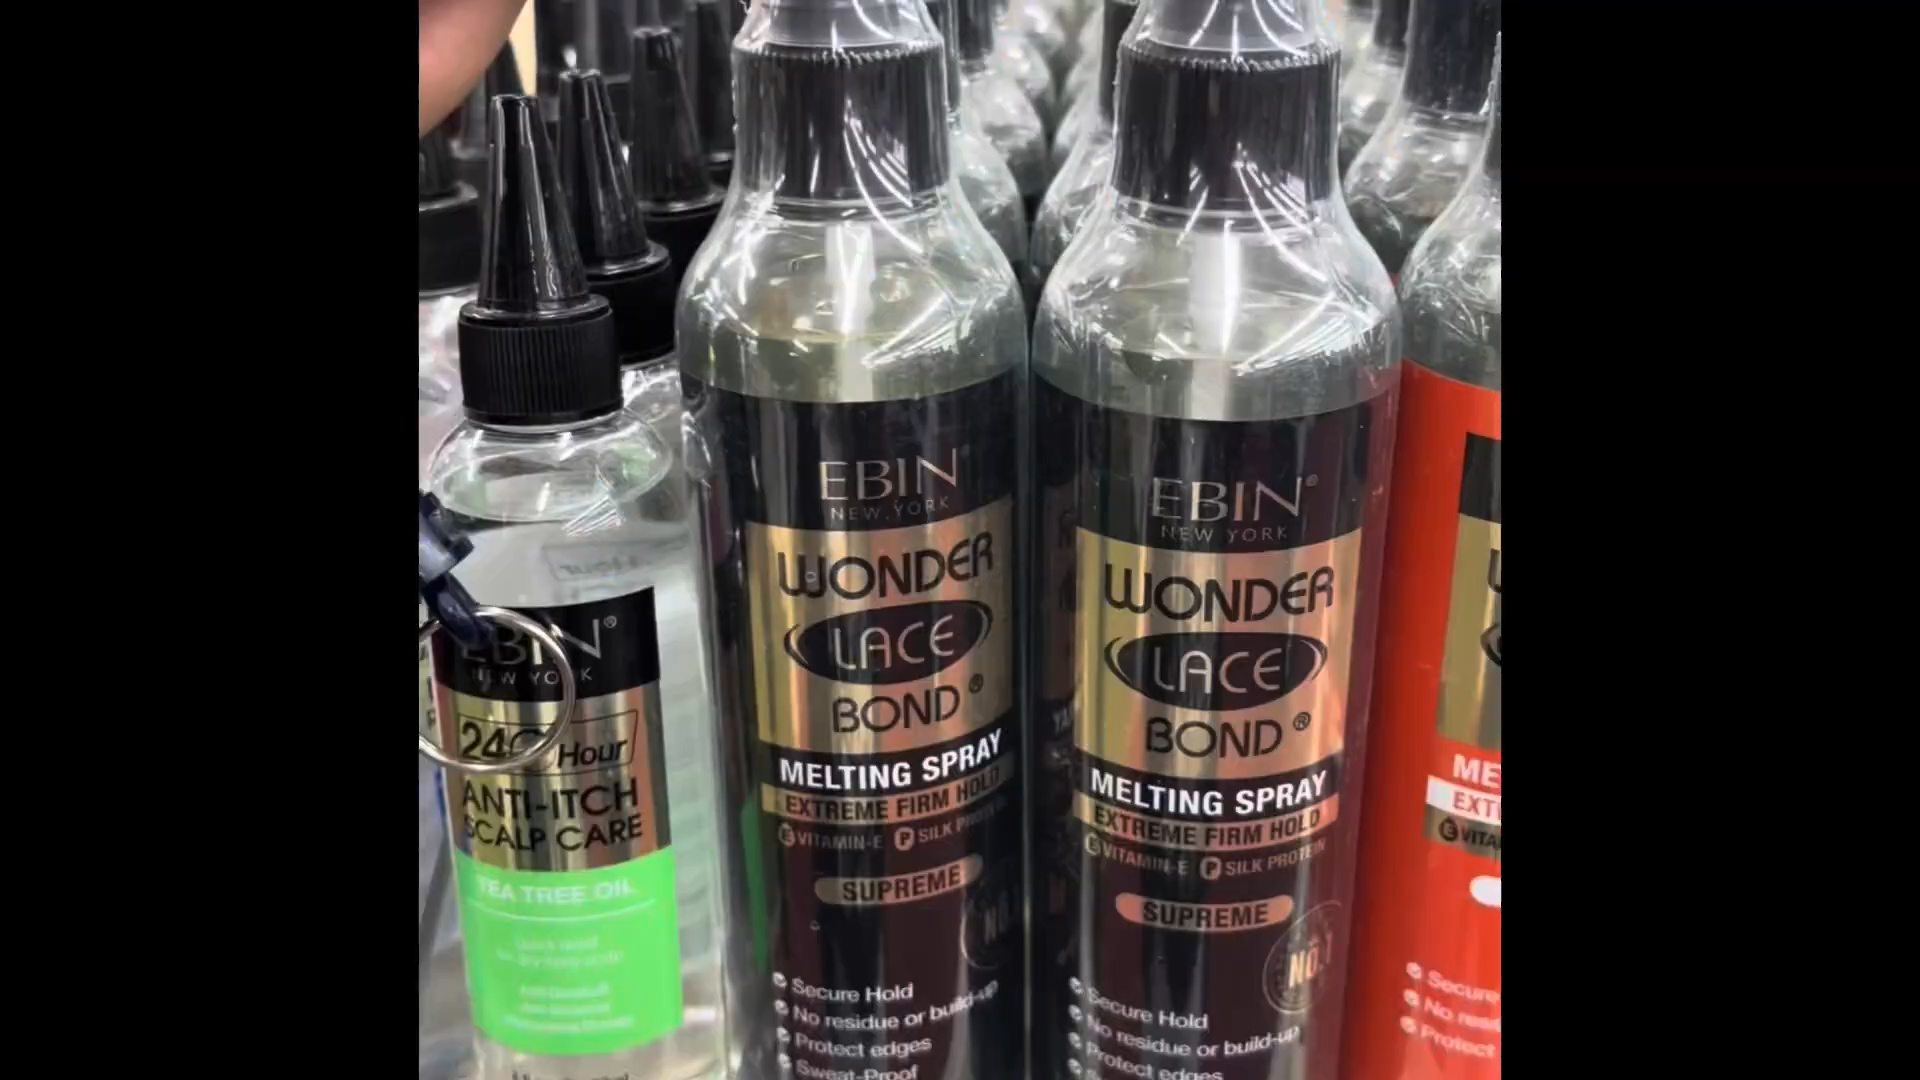 EBIN®
NEW YORK
24 Hour
ANTI-ITCH
SCALP CARE
TEA TREE OIL
EBIN
NEW YORK
WONDER
LACE
BOND®
MELTING SPRAY
EXTREME FIRM HOLD
E VITAMIN-E P SILK PROTEIN
SUPREME
Secure Hold
No residue or build-up
Protect edges
Sweat-Proof
EBIN®
NEW YORK
WONDER
LACE
BOND®
MELTING SPRAY
EXTREME FIRM HOLD
E VITAMIN-E P SILK PROTEIN
SUPREME
NO.1
Secure Hold
No residue or build-up
Protect edges
Secure
No
Protect